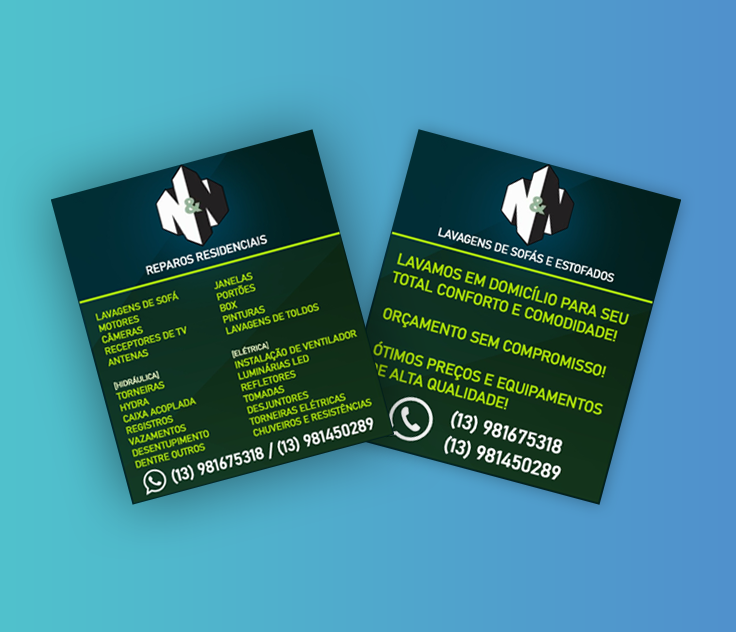 N&N
REPAROS RESIDENCIAIS
LAVAGENS DE SOFÁ
MOTORES
CÂMERAS
RECEPTORES DE TV
ANTENAS
[HIDRÁULICA]
TORNEIRAS
HYDRA
CAIXA ACOPLADA
REGISTROS
VAZAMENTOS
DESENTUPIMENTO
DENTRE OUTROS
JANELAS
PORTÕES
BOX
PINTURAS
LAVAGENS DE TOLDOS
[ELÉTRICA]
INSTALAÇÃO DE VENTILADOR
LUMINÁRIAS LED
REFLETORES
TOMADAS
DESJUNTORES
TORNEIRAS ELÉTRICAS
CHUVEIROS E RESISTÊNCIAS
(13) 981675318 / (13) 981450289
N&N
LAVAGENS DE SOFÁS E ESTOFADOS
LAVAMOS EM DOMICÍLIO PARA SEU
TOTAL CONFORTO E COMODIDADE!
ORÇAMENTO SEM COMPROMISSO!
ÓTIMOS PREÇOS E EQUIPAMENTOS
DE ALTA QUALIDADE!
(13) 981675318
(13) 981450289